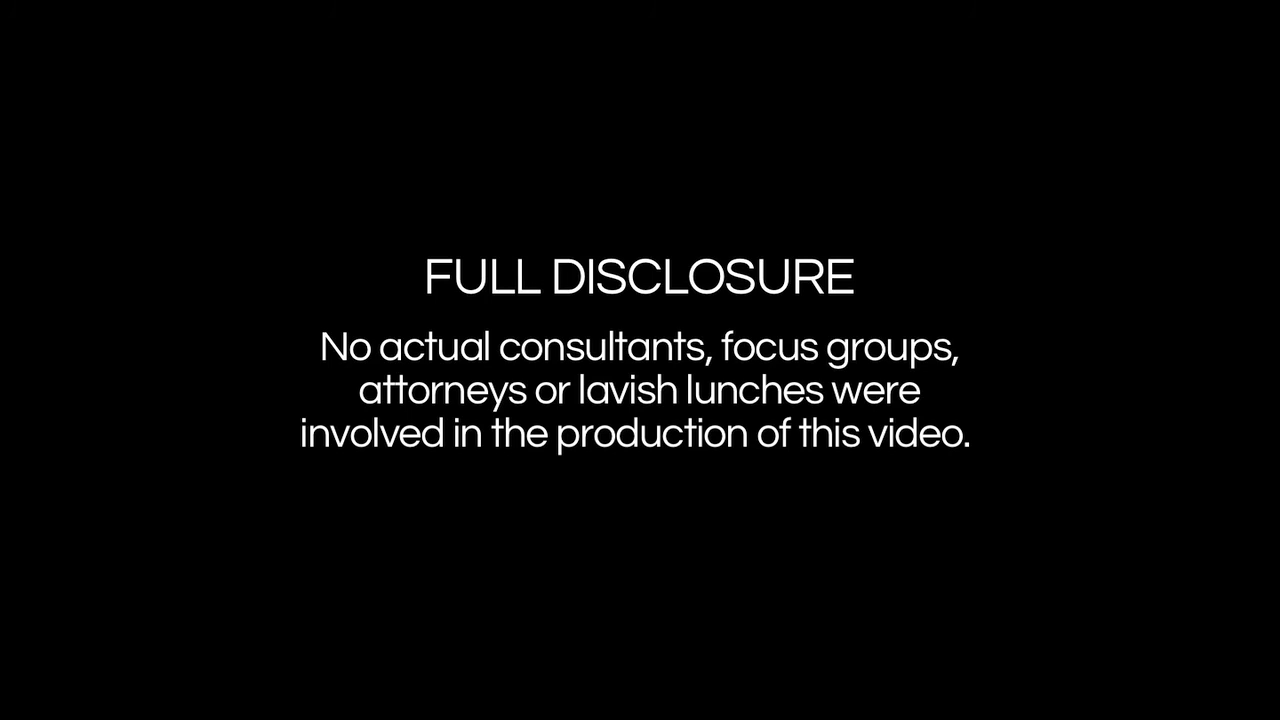 FULL DISCLOSURE
No actual consultants, focus groups,
attorneys or lavish lunches were
involved in the production of this video.